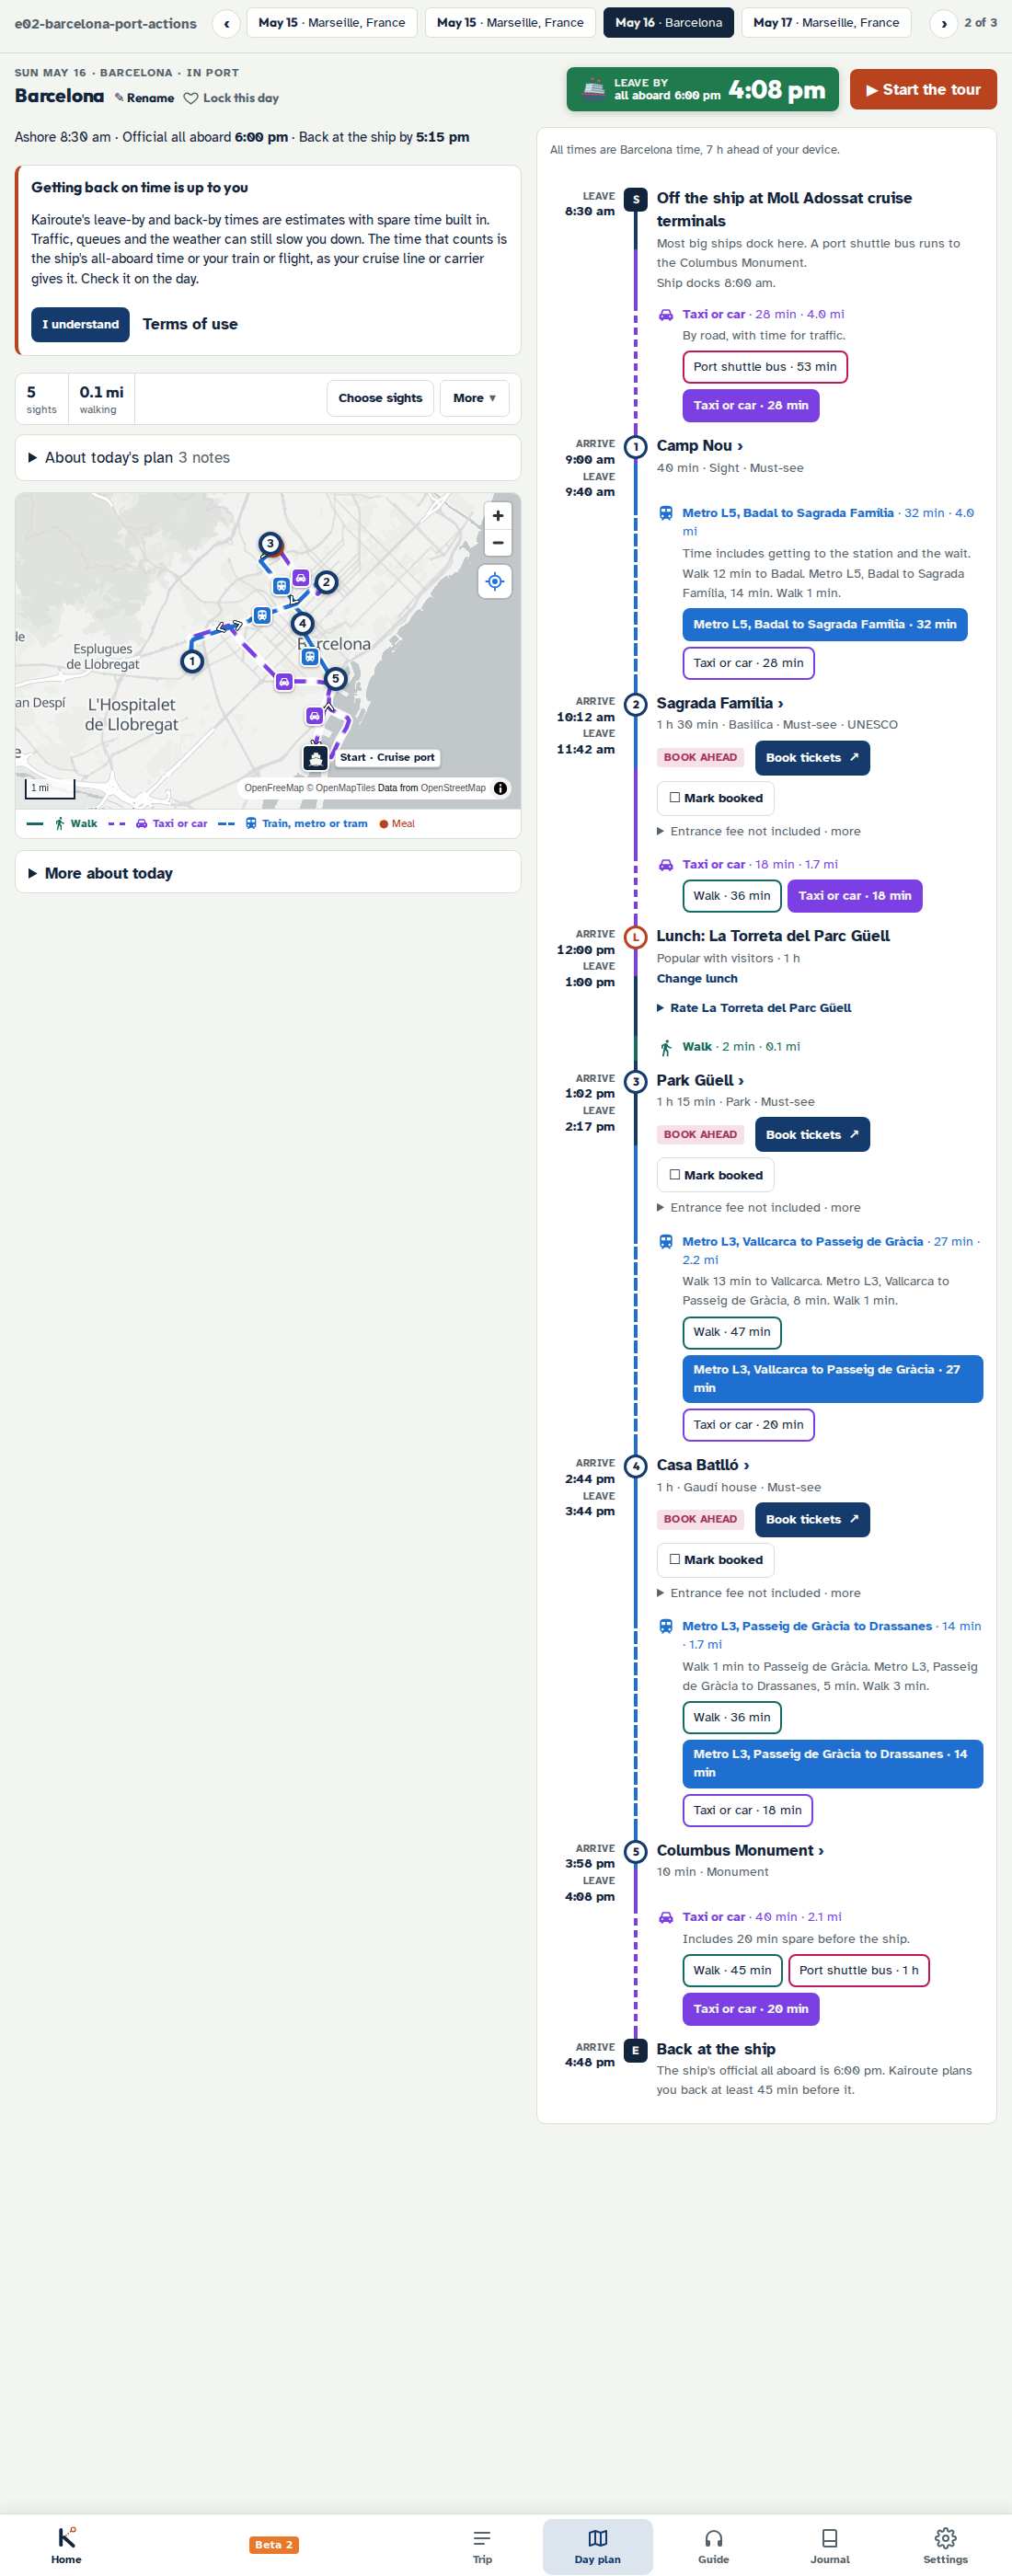 e02-barcelona-port-actions
‹
May 15 · Marseille, France
May 15 · Marseille, France
May 16 · Barcelona
May 17 · Marseille, France
›
2 of 3
SUN MAY 16 · BARCELONA · IN PORT
Barcelona
✎ Rename
Lock this day
LEAVE BY
all aboard 6:00 pm
4:08 pm
▶ Start the tour
Ashore 8:30 am · Official all aboard 6:00 pm · Back at the ship by 5:15 pm
Getting back on time is up to you
Kairoute's leave-by and back-by times are estimates with spare time built in.
Traffic, queues and the weather can still slow you down. The time that counts is
the ship's all-aboard time or your train or flight, as your cruise line or carrier
gives it. Check it on the day.
I understand
Terms of use
5
sights
0.1 mi
walking
Choose sights
More ▼
▶ About today's plan 3 notes
3
2
4
1
5
Barcelona
Esplugues
de Llobregat
L'Hospitalet
de Llobregat
an Despí
le
e
Start · Cruise port
+
−
1 mi
OpenFreeMap © OpenMapTiles Data from OpenStreetMap
Walk
Taxi or car
Train, metro or tram
Meal
▶ More about today
All times are Barcelona time, 7 h ahead of your device.
LEAVE
8:30 am
S
Off the ship at Moll Adossat cruise
terminals
Most big ships dock here. A port shuttle bus runs to
the Columbus Monument.
Ship docks 8:00 am.
Taxi or car · 28 min · 4.0 mi
By road, with time for traffic.
Port shuttle bus · 53 min
Taxi or car · 28 min
ARRIVE
9:00 am
LEAVE
9:40 am
1
Camp Nou ›
40 min · Sight · Must-see
Metro L5, Badal to Sagrada Família · 32 min · 4.0
mi
Time includes getting to the station and the wait.
Walk 12 min to Badal. Metro L5, Badal to Sagrada
Família, 14 min. Walk 1 min.
Metro L5, Badal to Sagrada Família · 32 min
Taxi or car · 28 min
ARRIVE
10:12 am
LEAVE
11:42 am
2
Sagrada Família ›
1 h 30 min · Basilica · Must-see · UNESCO
BOOK AHEAD
Book tickets ↗
☐ Mark booked
▶ Entrance fee not included · more
Taxi or car · 18 min · 1.7 mi
Walk · 36 min
Taxi or car · 18 min
ARRIVE
12:00 pm
LEAVE
1:00 pm
L
Lunch: La Torreta del Parc Güell
Popular with visitors · 1 h
Change lunch
▶ Rate La Torreta del Parc Güell
Walk · 2 min · 0.1 mi
ARRIVE
1:02 pm
LEAVE
2:17 pm
3
Park Güell ›
1 h 15 min · Park · Must-see
BOOK AHEAD
Book tickets ↗
☐ Mark booked
▶ Entrance fee not included · more
Metro L3, Vallcarca to Passeig de Gràcia · 27 min ·
2.2 mi
Walk 13 min to Vallcarca. Metro L3, Vallcarca to
Passeig de Gràcia, 8 min. Walk 1 min.
Walk · 47 min
Metro L3, Vallcarca to Passeig de Gràcia · 27
min
Taxi or car · 20 min
ARRIVE
2:44 pm
LEAVE
3:44 pm
4
Casa Batlló ›
1 h · Gaudí house · Must-see
BOOK AHEAD
Book tickets ↗
☐ Mark booked
▶ Entrance fee not included · more
Metro L3, Passeig de Gràcia to Drassanes · 14 min
· 1.7 mi
Walk 1 min to Passeig de Gràcia. Metro L3, Passeig
de Gràcia to Drassanes, 5 min. Walk 3 min.
Walk · 36 min
Metro L3, Passeig de Gràcia to Drassanes · 14
min
Taxi or car · 18 min
ARRIVE
3:58 pm
LEAVE
4:08 pm
5
Columbus Monument ›
10 min · Monument
Taxi or car · 40 min · 2.1 mi
Includes 20 min spare before the ship.
Walk · 45 min
Port shuttle bus · 1 h
Taxi or car · 20 min
ARRIVE
4:48 pm
E
Back at the ship
The ship's official all aboard is 6:00 pm. Kairoute plans
you back at least 45 min before it.
Home
Beta 2
Trip
Day plan
Guide
Journal
Settings